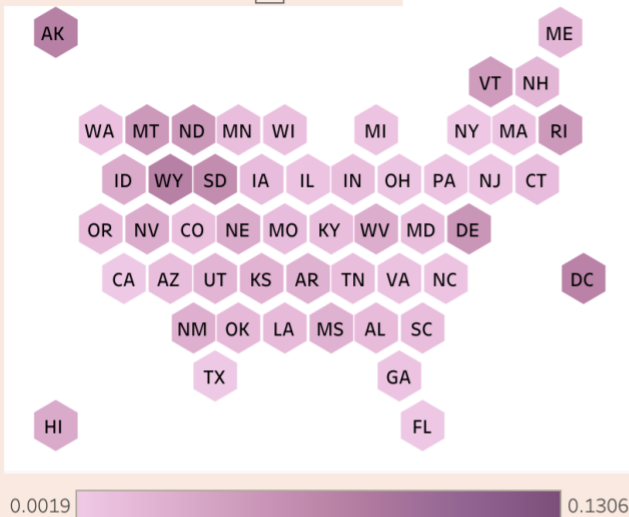 AK ME
VT NH
WA MT ND MN WI MI NY MA RI
ID WY SD IA IL IN OH PA NJ CT
OR NV CO NE MO KY WV MD DE
CA AZ UT KS AR TN VA NC DC
NM OK LA MS AL SC
TX GA
HI FL
0.0019 0.1306